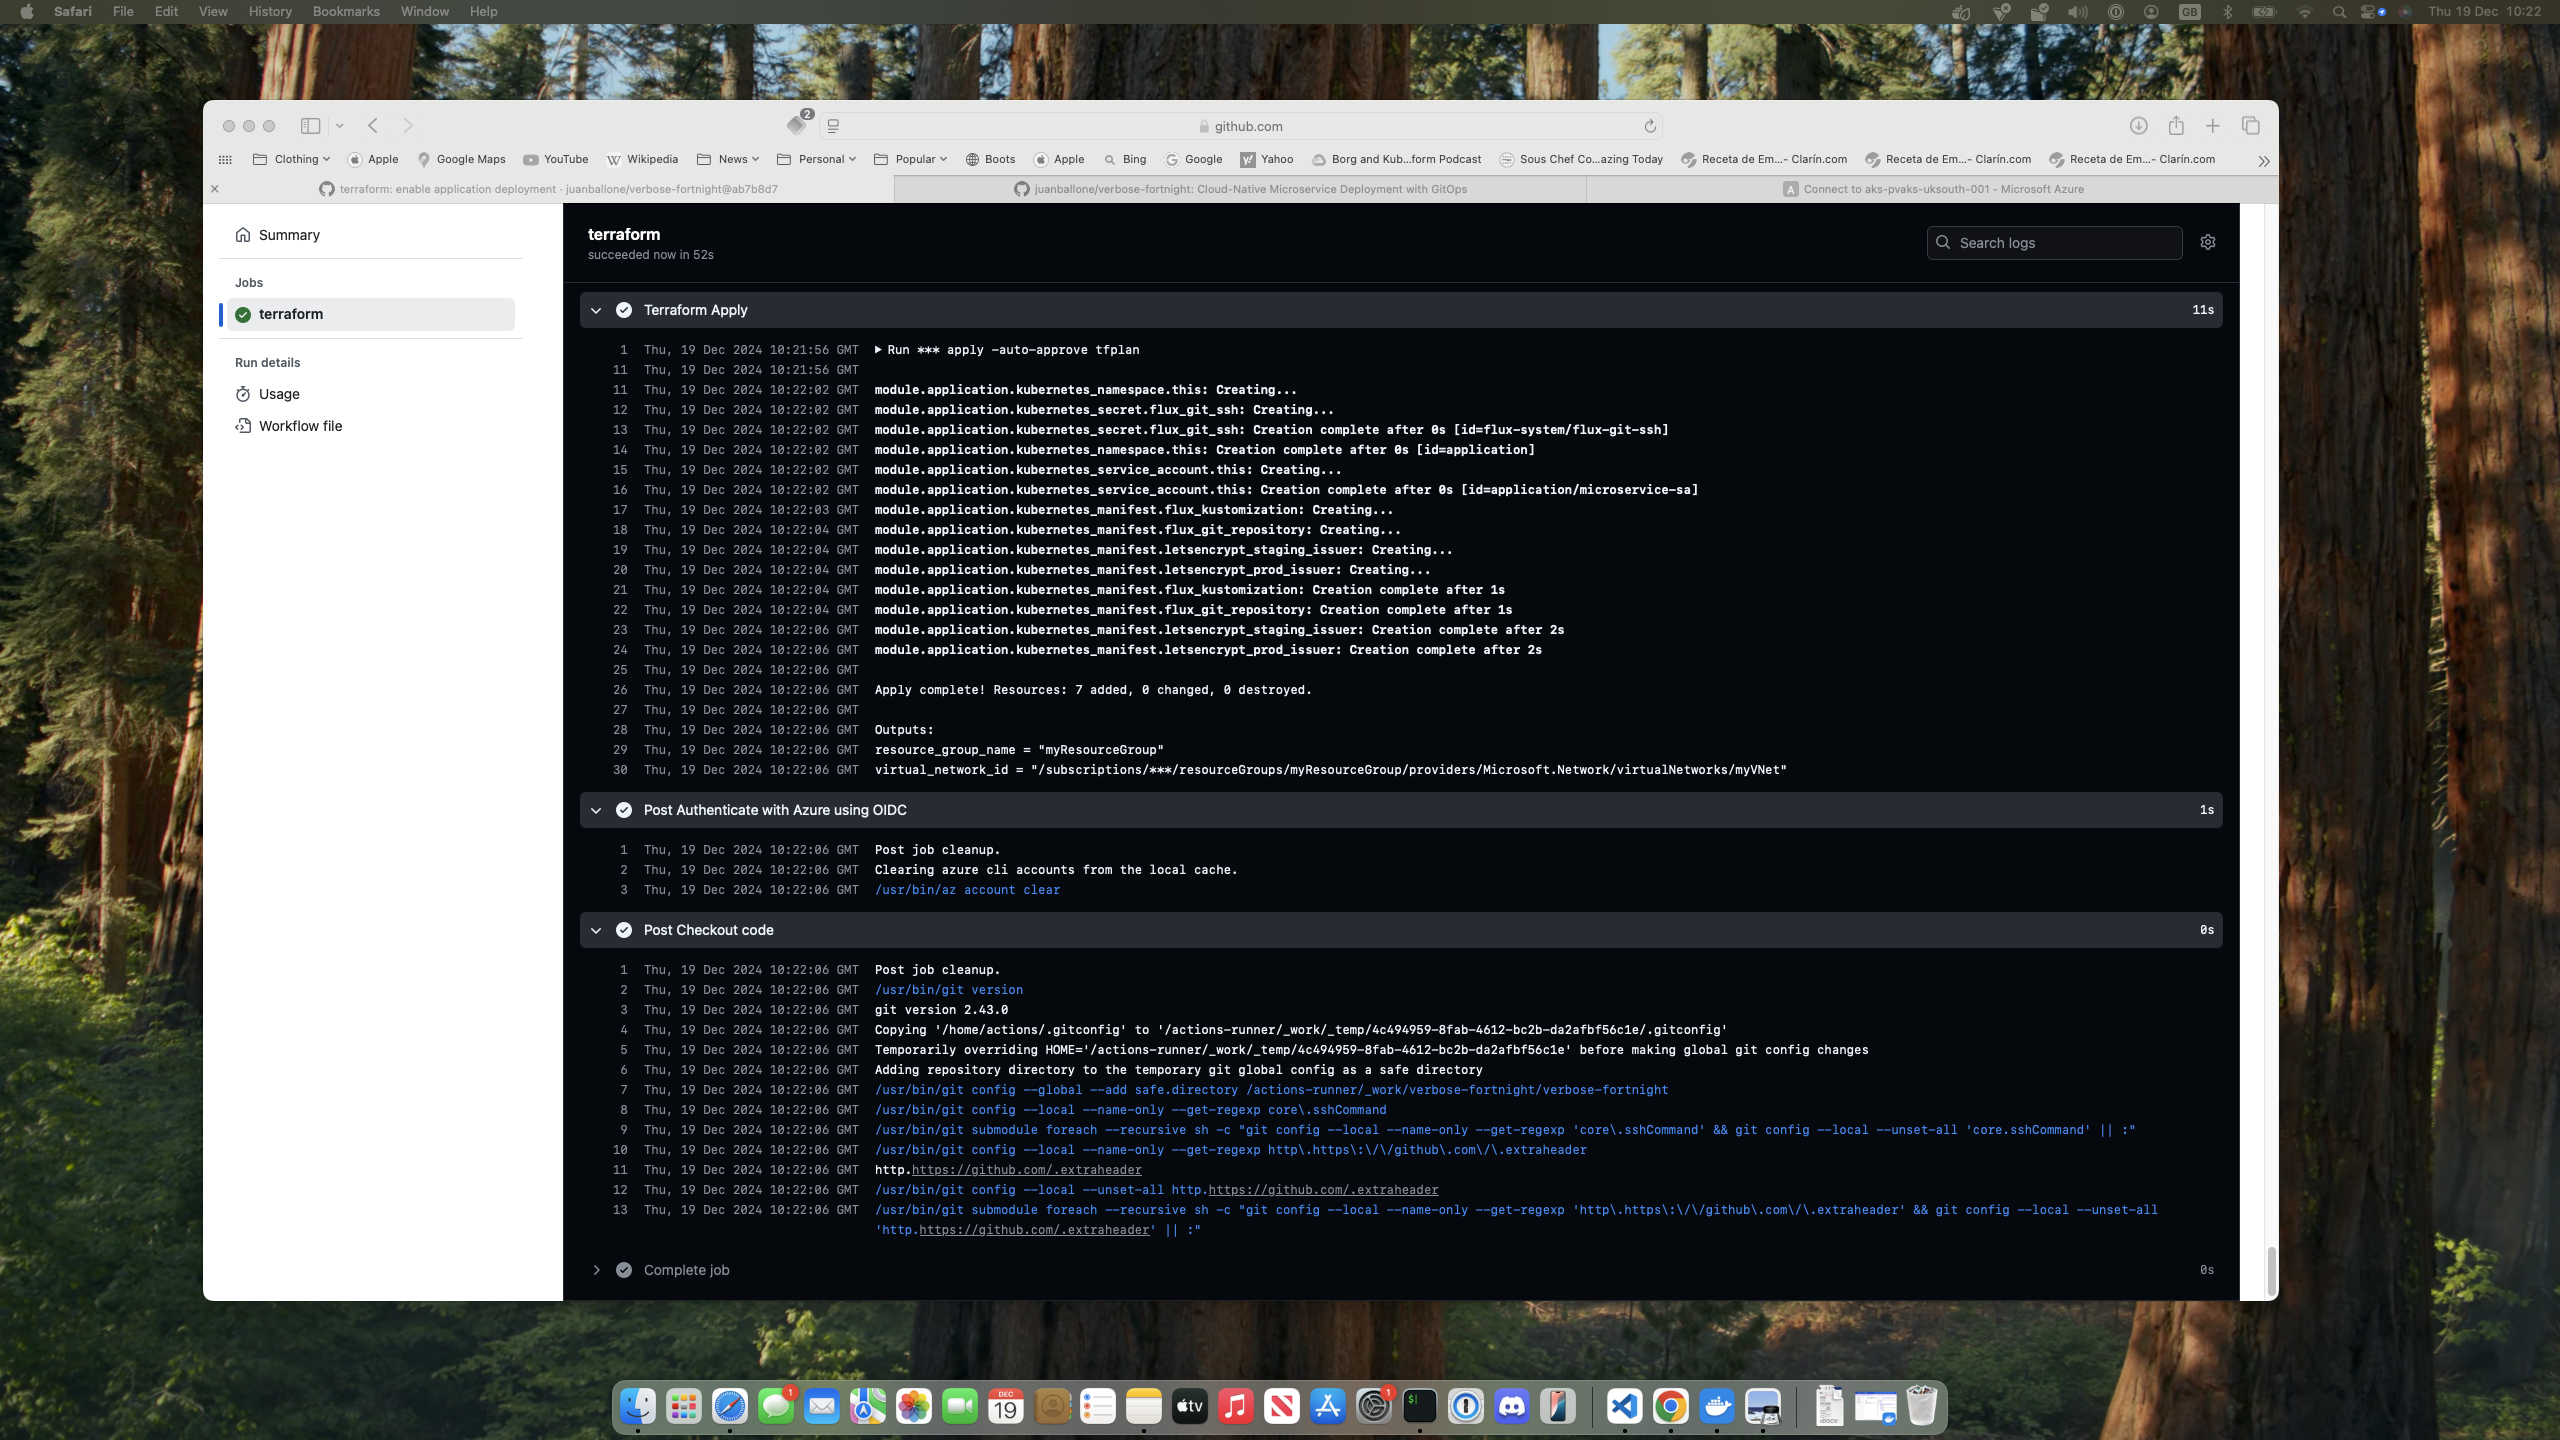 Safari File Edit View History Bookmarks Window Help GB Thu 19 Dec 10:22
2 github.com
Clothing Apple Google Maps YouTube Wikipedia News Personal Popular Boots Apple Bing Google Yahoo Borg and Kub...form Podcast Sous Chef Co...azing Today Receta de Em...- Clarín.com Receta de Em...- Clarín.com Receta de Em...- Clarín.com
terraform: enable application deployment · juanballone/verbose-fortnight@ab7b8d7 juanballone/verbose-fortnight: Cloud-Native Microservice Deployment with GitOps A Connect to aks-pvaks-uksouth-001 - Microsoft Azure
Summary
Jobs
terraform
Run details
Usage
Workflow file
terraform
succeeded now in 52s
Search logs
Terraform Apply 11s
1 Thu, 19 Dec 2024 10:21:56 GMT Run *** apply -auto-approve tfplan
11 Thu, 19 Dec 2024 10:21:56 GMT
11 Thu, 19 Dec 2024 10:22:02 GMT module.application.kubernetes_namespace.this: Creating...
12 Thu, 19 Dec 2024 10:22:02 GMT module.application.kubernetes_secret.flux_git_ssh: Creating...
13 Thu, 19 Dec 2024 10:22:02 GMT module.application.kubernetes_secret.flux_git_ssh: Creation complete after 0s [id=flux-system/flux-git-ssh]
14 Thu, 19 Dec 2024 10:22:02 GMT module.application.kubernetes_namespace.this: Creation complete after 0s [id=application]
15 Thu, 19 Dec 2024 10:22:02 GMT module.application.kubernetes_service_account.this: Creating...
16 Thu, 19 Dec 2024 10:22:02 GMT module.application.kubernetes_service_account.this: Creation complete after 0s [id=application/microservice-sa]
17 Thu, 19 Dec 2024 10:22:03 GMT module.application.kubernetes_manifest.flux_kustomization: Creating...
18 Thu, 19 Dec 2024 10:22:04 GMT module.application.kubernetes_manifest.flux_git_repository: Creating...
19 Thu, 19 Dec 2024 10:22:04 GMT module.application.kubernetes_manifest.letsencrypt_staging_issuer: Creating...
20 Thu, 19 Dec 2024 10:22:04 GMT module.application.kubernetes_manifest.letsencrypt_prod_issuer: Creating...
21 Thu, 19 Dec 2024 10:22:04 GMT module.application.kubernetes_manifest.flux_kustomization: Creation complete after 1s
22 Thu, 19 Dec 2024 10:22:04 GMT module.application.kubernetes_manifest.flux_git_repository: Creation complete after 1s
23 Thu, 19 Dec 2024 10:22:06 GMT module.application.kubernetes_manifest.letsencrypt_staging_issuer: Creation complete after 2s
24 Thu, 19 Dec 2024 10:22:06 GMT module.application.kubernetes_manifest.letsencrypt_prod_issuer: Creation complete after 2s
25 Thu, 19 Dec 2024 10:22:06 GMT
26 Thu, 19 Dec 2024 10:22:06 GMT Apply complete! Resources: 7 added, 0 changed, 0 destroyed.
27 Thu, 19 Dec 2024 10:22:06 GMT
28 Thu, 19 Dec 2024 10:22:06 GMT Outputs:
29 Thu, 19 Dec 2024 10:22:06 GMT resource_group_name = "myResourceGroup"
30 Thu, 19 Dec 2024 10:22:06 GMT virtual_network_id = "/subscriptions/***/resourceGroups/myResourceGroup/providers/Microsoft.Network/virtualNetworks/myVNet"
Post Authenticate with Azure using OIDC 1s
1 Thu, 19 Dec 2024 10:22:06 GMT Post job cleanup.
2 Thu, 19 Dec 2024 10:22:06 GMT Clearing azure cli accounts from the local cache.
3 Thu, 19 Dec 2024 10:22:06 GMT /usr/bin/az account clear
Post Checkout code 0s
1 Thu, 19 Dec 2024 10:22:06 GMT Post job cleanup.
2 Thu, 19 Dec 2024 10:22:06 GMT /usr/bin/git version
3 Thu, 19 Dec 2024 10:22:06 GMT git version 2.43.0
4 Thu, 19 Dec 2024 10:22:06 GMT Copying '/home/actions/.gitconfig' to '/actions-runner/_work/_temp/4c494959-8fab-4612-bc2b-da2afbf56c1e/.gitconfig'
5 Thu, 19 Dec 2024 10:22:06 GMT Temporarily overriding HOME='/actions-runner/_work/_temp/4c494959-8fab-4612-bc2b-da2afbf56c1e' before making global git config changes
6 Thu, 19 Dec 2024 10:22:06 GMT Adding repository directory to the temporary git global config as a safe directory
7 Thu, 19 Dec 2024 10:22:06 GMT /usr/bin/git config --global --add safe.directory /actions-runner/_work/verbose-fortnight/verbose-fortnight
8 Thu, 19 Dec 2024 10:22:06 GMT /usr/bin/git config --local --name-only --get-regexp core\.sshCommand
9 Thu, 19 Dec 2024 10:22:06 GMT /usr/bin/git submodule foreach --recursive sh -c "git config --local --name-only --get-regexp 'core\.sshCommand' && git config --local --unset-all 'core.sshCommand' || :"
10 Thu, 19 Dec 2024 10:22:06 GMT /usr/bin/git config --local --name-only --get-regexp http\.https\:\/\/github\.com\/\.extraheader
11 Thu, 19 Dec 2024 10:22:06 GMT http.https://github.com/.extraheader
12 Thu, 19 Dec 2024 10:22:06 GMT /usr/bin/git config --local --unset-all http.https://github.com/.extraheader
13 Thu, 19 Dec 2024 10:22:06 GMT /usr/bin/git submodule foreach --recursive sh -c "git config --local --name-only --get-regexp 'http\.https\:\/\/github\.com\/\.extraheader' && git config --local --unset-all
'http.https://github.com/.extraheader' || :"
Complete job 0s
1 DEC 19 tv 1 $ DOCX